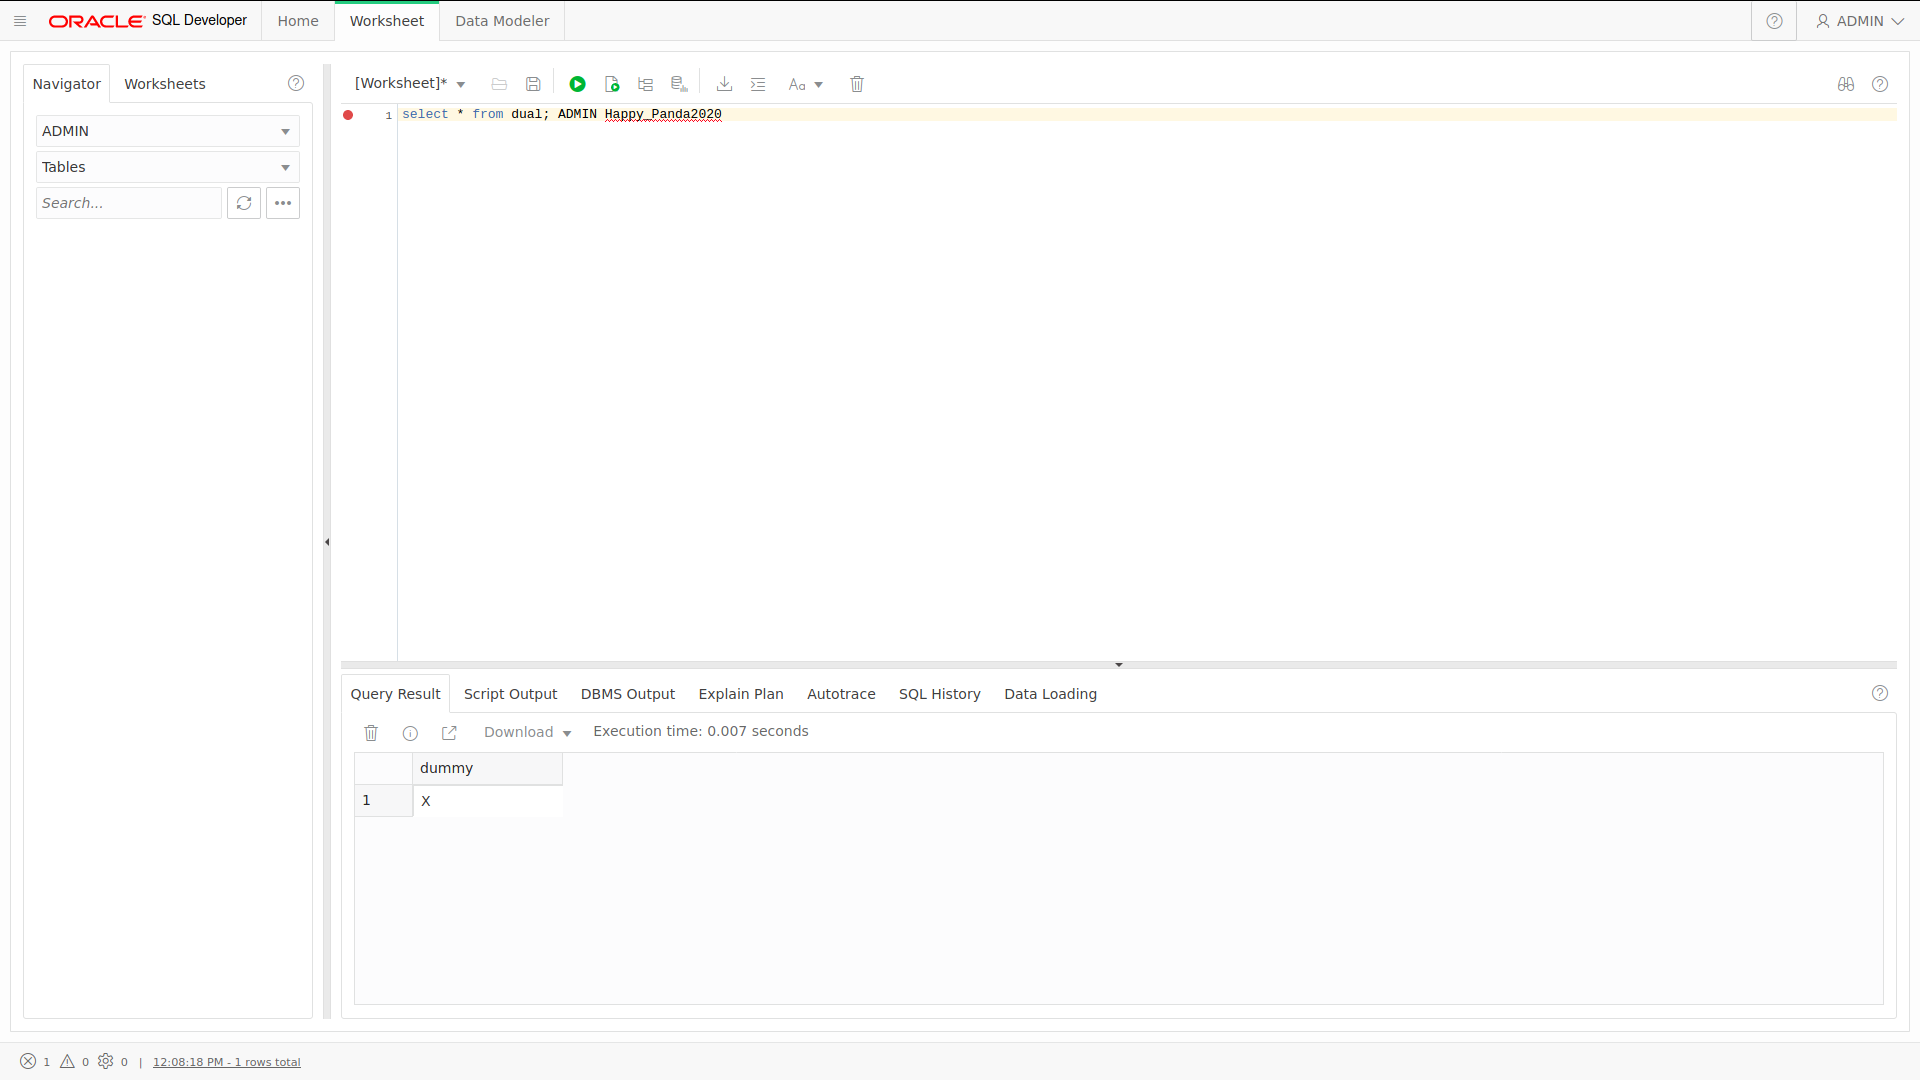 ORACLE SQL Developer Home Worksheet Data Modeler ADMIN
Navigator Worksheets
ADMIN
Tables
Search...
[Worksheet]* Aa
1 select * from dual; ADMIN Happy_Panda2020
Query Result Script Output DBMS Output Explain Plan Autotrace SQL History Data Loading
Download Execution time: 0.007 seconds
dummy
1 X
1 0 0 | 12:08:18 PM - 1 rows total